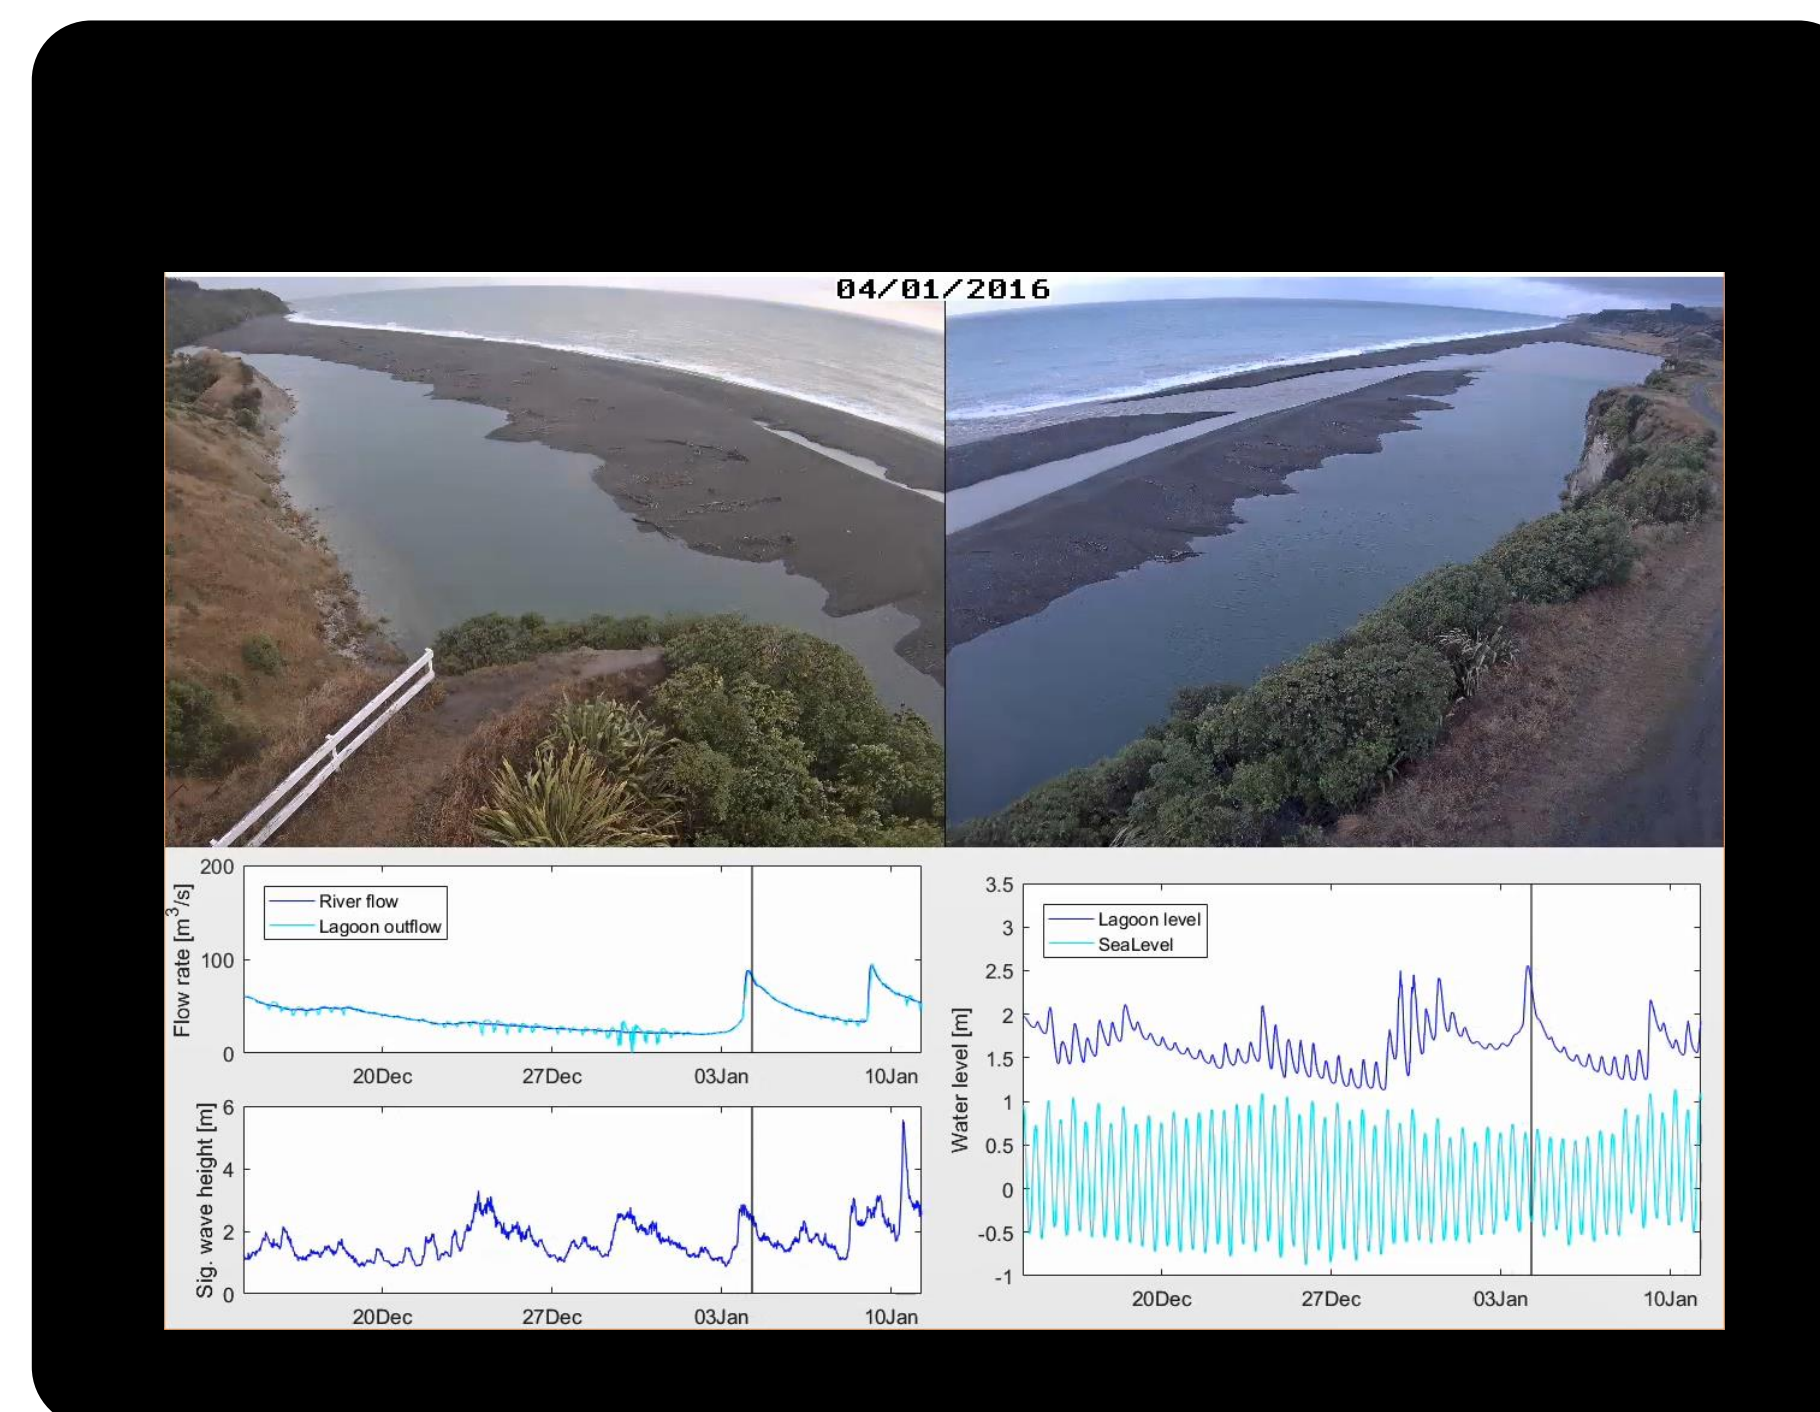 04/01/2016
200
100
0
Flow rate [m³/s]
River flow
Lagoon outflow
20Dec
27Dec
03Jan
10Jan
6
4
2
0
Sig. wave height [m]
20Dec
27Dec
03Jan
10Jan
3.5
3
2.5
2
1.5
1
0.5
0
-0.5
-1
Water level [m]
Lagoon level
SeaLevel
20Dec
27Dec
03Jan
10Jan